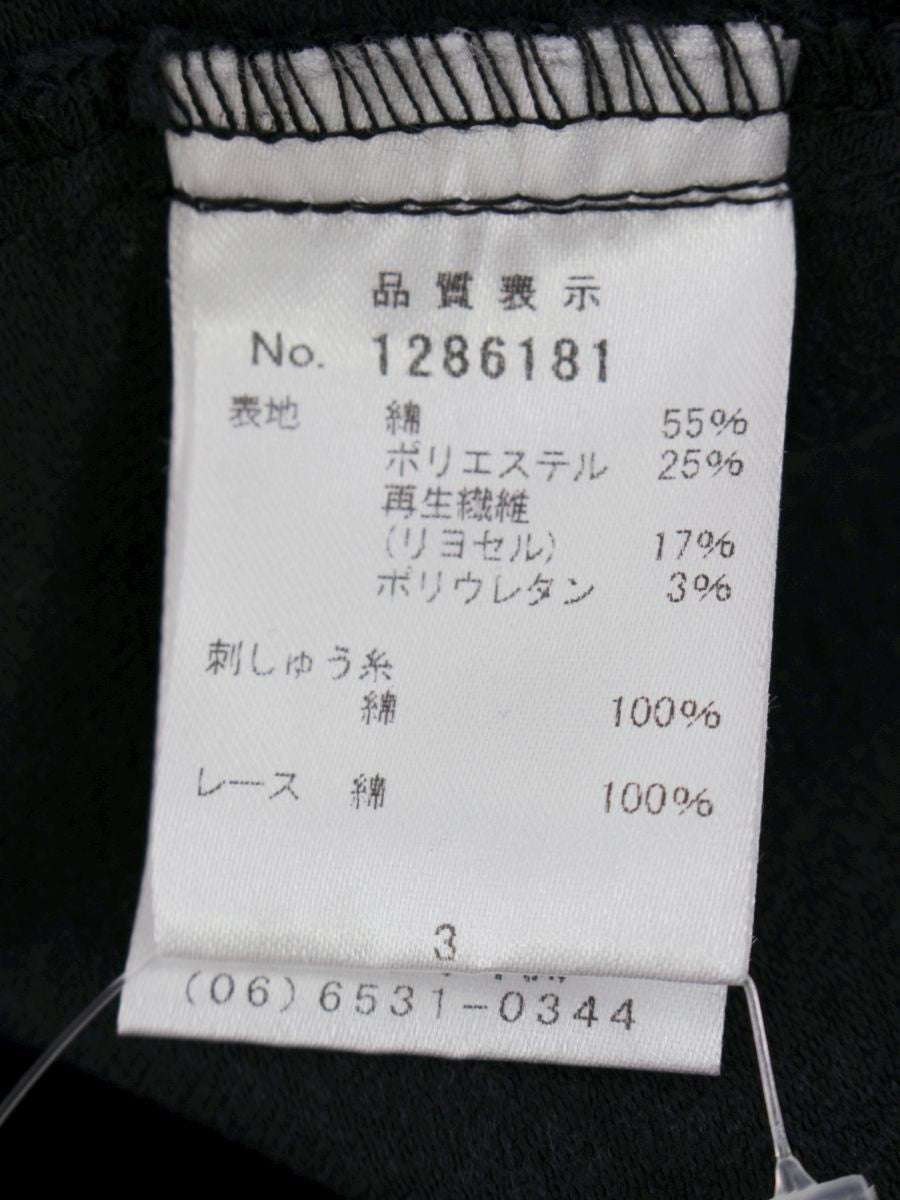 品質表示
No. 1286181
表地 綿 55%
ポリエステル 25%
再生繊維
(リヨセル) 17%
ポリウレタン 3%
刺しゅう糸
綿 100%
レース 綿 100%
3
(06)6531-0344